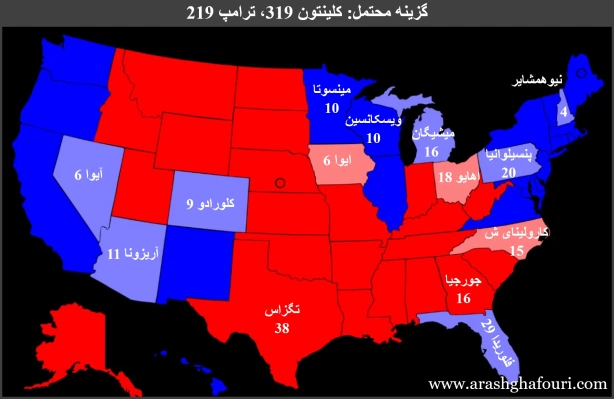 گزینه محتمل: کلینتون 319، ترامپ 219
نیوهمشایر
4
مینسوتا
10
ویسکانسین
10
میشیگان
16
پنسیلوانیا
20
آیوا 6
ایوا 6
اهایو 18
کلورادو 9
کارولینای ش
15
آریزونا 11
جورجیا
16
تگزاس
38
فلوریدا 29
www.arashghafouri.com